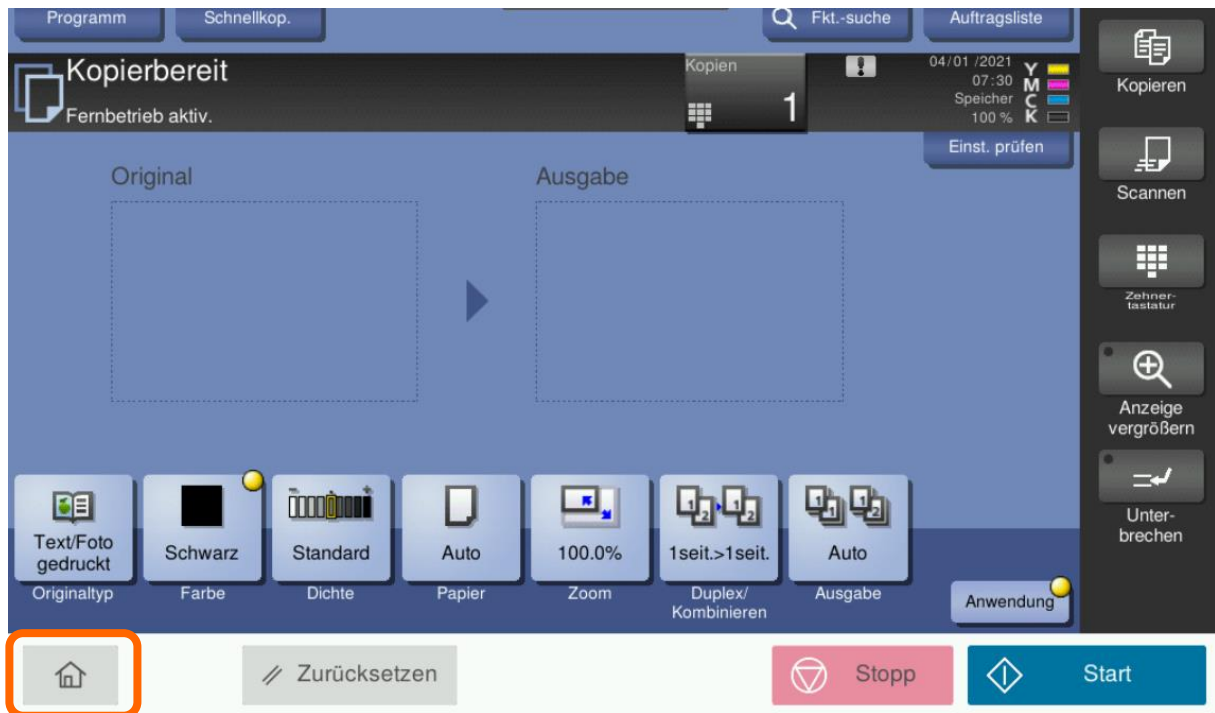 Programm
Schnellkop.
Fkt.-suche
Auftragsliste
Kopierbereit
Fernbetrieb aktiv.
Kopien
1
04/01 /2021
07:30
Speicher
100 %
Y
M
C
K
Einst. prüfen
Original
Ausgabe
Text/Foto
gedruckt
Originaltyp
Schwarz
Farbe
Standard
Dichte
Auto
Papier
100.0%
Zoom
1seit.>1seit.
Duplex/
Kombinieren
Auto
Ausgabe
Anwendung
Kopieren
Scannen
Zehner-
tastatur
Anzeige
vergrößern
Unter-
brechen
Zurücksetzen
Stopp
Start